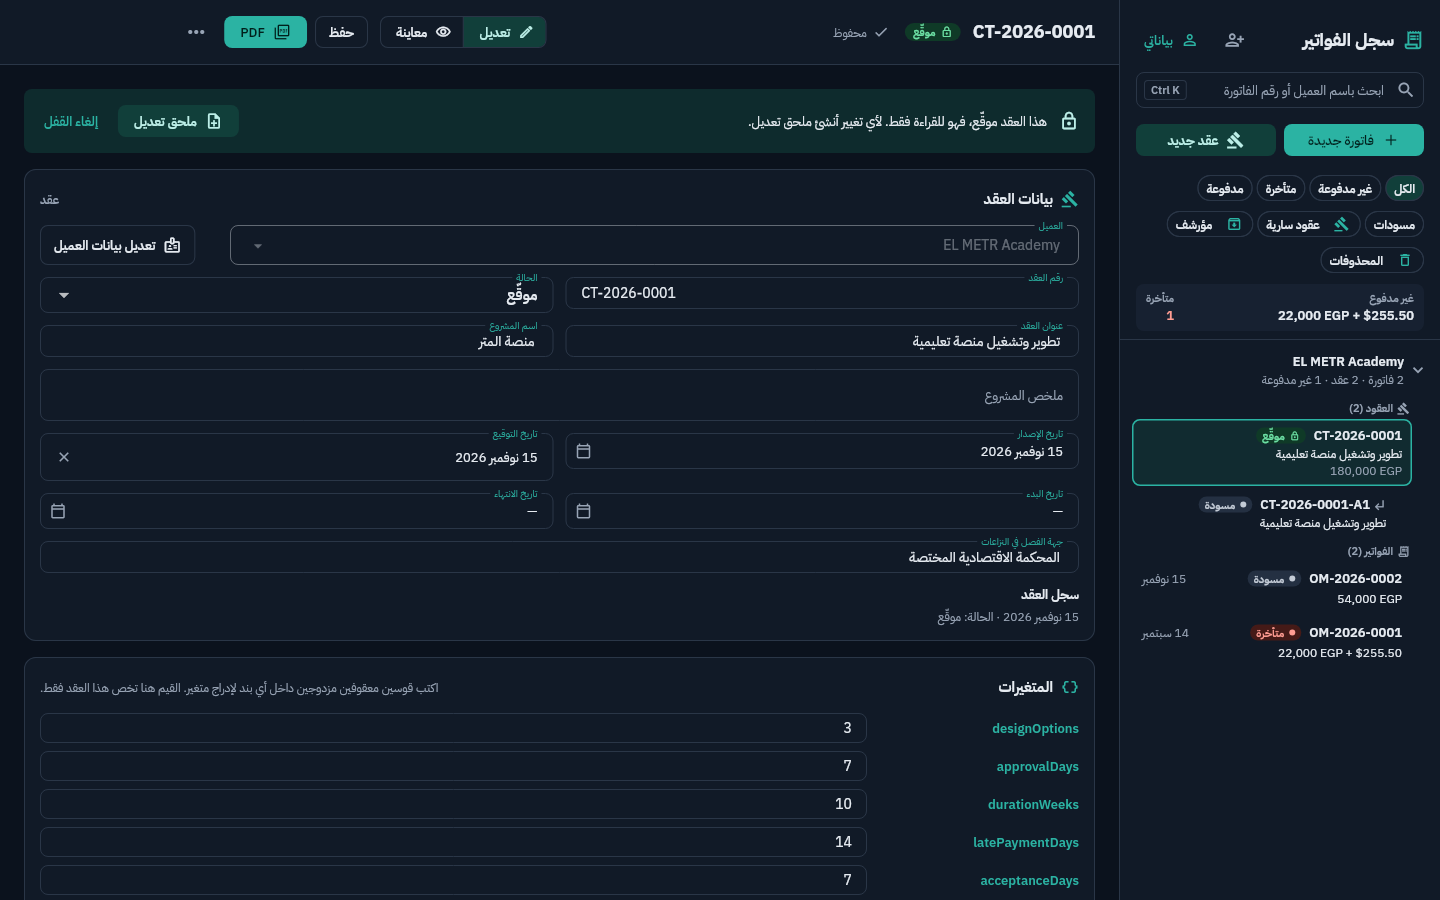 سجل الفواتير
بياناتي
ابحث باسم العميل أو رقم الفاتورة
Ctrl K
فاتورة جديدة
عقد جديد
الكل
غير مدفوعة
متأخرة
مدفوعة
مسودات
عقود سارية
مؤرشف
المحذوفات
غير مدفوع
متأخرة
22,000 EGP + $255.50
1
EL METR Academy
2 فاتورة · 2 عقد · 1 غير مدفوعة
العقود (2)
CT-2026-0001 موقّع
تطوير وتشغيل منصة تعليمية
180,000 EGP
CT-2026-0001-A1 مسودة
تطوير وتشغيل منصة تعليمية
الفواتير (2)
OM-2026-0002 مسودة 15 نوفمبر
54,000 EGP
OM-2026-0001 متأخرة 14 سبتمبر
22,000 EGP + $255.50
CT-2026-0001 موقّع محفوظ
تعديل
معاينة
حفظ
PDF
هذا العقد موقّع، فهو للقراءة فقط. لأي تغيير أنشئ ملحق تعديل.
ملحق تعديل
إلغاء القفل
بيانات العقد
عقد
العميل
EL METR Academy
تعديل بيانات العميل
رقم العقد
CT-2026-0001
الحالة
موقّع
عنوان العقد
تطوير وتشغيل منصة تعليمية
اسم المشروع
منصة المتر
ملخص المشروع
تاريخ الإصدار
15 نوفمبر 2026
تاريخ التوقيع
15 نوفمبر 2026
تاريخ البدء
—
تاريخ الانتهاء
—
جهة الفصل في النزاعات
المحكمة الاقتصادية المختصة
سجل العقد
15 نوفمبر 2026 · الحالة: موقّع
المتغيرات
اكتب قوسين معقوفين مزدوجين داخل أي بند لإدراج متغير. القيم هنا تخص هذا العقد فقط.
designOptions
3
approvalDays
7
durationWeeks
10
latePaymentDays
14
acceptanceDays
7